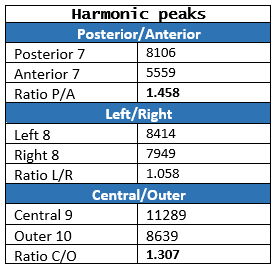 Harmonic peaks
Posterior/Anterior
Posterior 7 8106
Anterior 7 5559
Ratio P/A 1.458
Left/Right
Left 8 8414
Right 8 7949
Ratio L/R 1.058
Central/Outer
Central 9 11289
Outer 10 8639
Ratio C/O 1.307